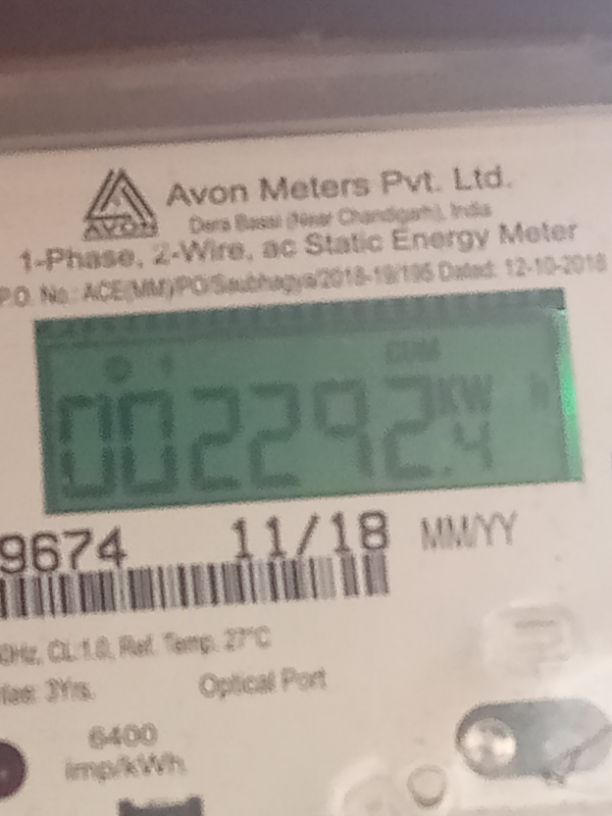 AVON
Avon Meters Pvt. Ltd.
Dera Bassi (Near Chandigarh), India
1-Phase, 2-Wire, ac Static Energy Meter
P.O. No.: ACE(MM)/PO/Saubhagya/2018-19/195 Dated: 12-10-2018
CUM
002292.4 KW h
9674 11/18 MM/YY
0Hz, CL:1.0, Ref. Temp. 27°C
3Yrs. Optical Port
6400
imp/kWh